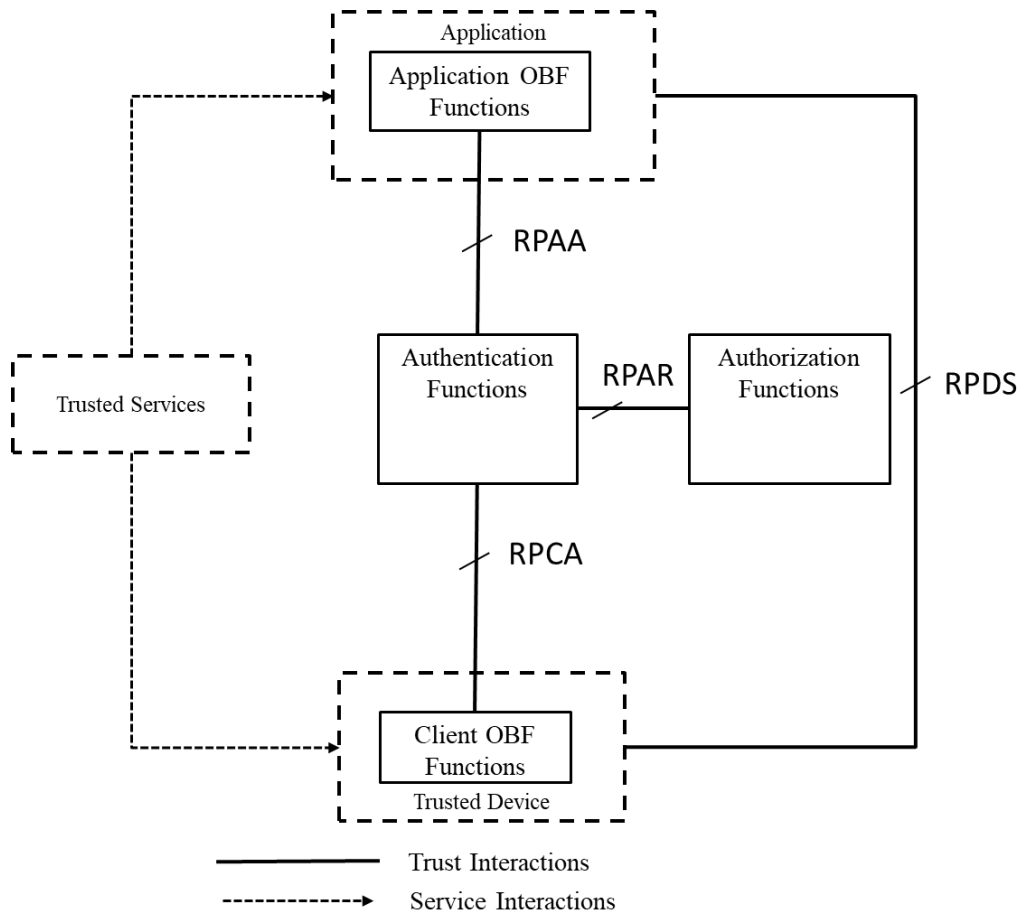 Application
Application OBF
Functions
RPAA
Authentication
Functions
RPAR
Authorization
Functions
RPDS
Trusted Services
RPCA
Client OBF
Functions
Trusted Device
Trust Interactions
Service Interactions